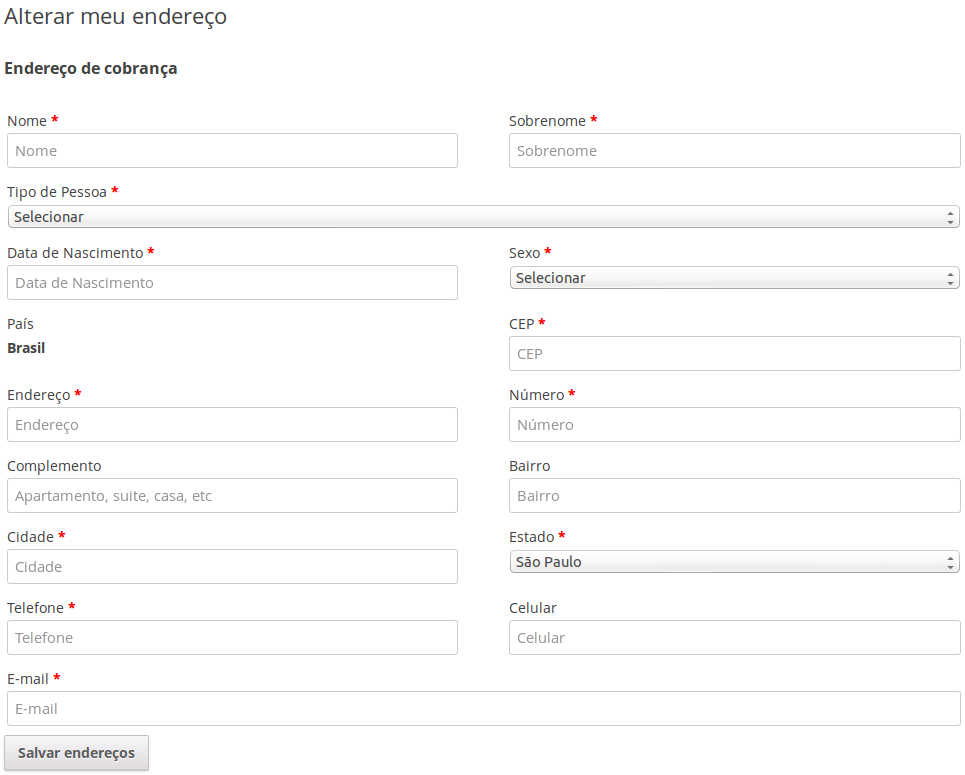 Alterar meu endereço
Endereço de cobrança
Nome * Sobrenome *
Nome Sobrenome
Tipo de Pessoa *
Selecionar
Data de Nascimento * Sexo *
Data de Nascimento Selecionar
País CEP *
Brasil CEP
Endereço * Número *
Endereço Número
Complemento Bairro
Apartamento, suite, casa, etc Bairro
Cidade * Estado *
Cidade São Paulo
Telefone * Celular
Telefone Celular
E-mail *
E-mail
Salvar endereços